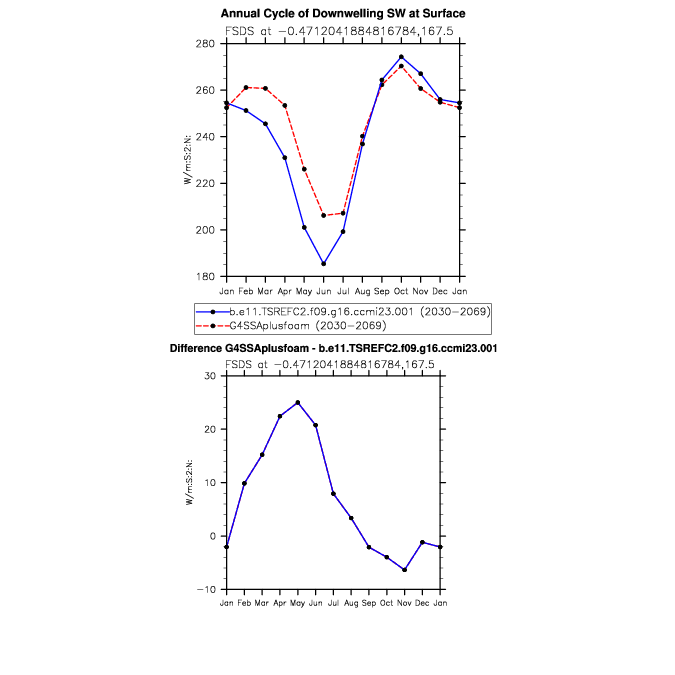 Annual Cycle of Downwelling SW at Surface
FSDS at −0.4712041884816784,167.5
280
260
240
220
200
180
W/m:S:2:N:
Jan Feb Mar Apr May Jun Jul Aug Sep Oct Nov Dec Jan
b.e11.TSREFC2.f09.g16.ccmi23.001 (2030−2069)
G4SSAplusfoam (2030−2069)
Difference G4SSAplusfoam - b.e11.TSREFC2.f09.g16.ccmi23.001
FSDS at −0.4712041884816784,167.5
30
20
10
0
−10
W/m:S:2:N:
Jan Feb Mar Apr May Jun Jul Aug Sep Oct Nov Dec Jan